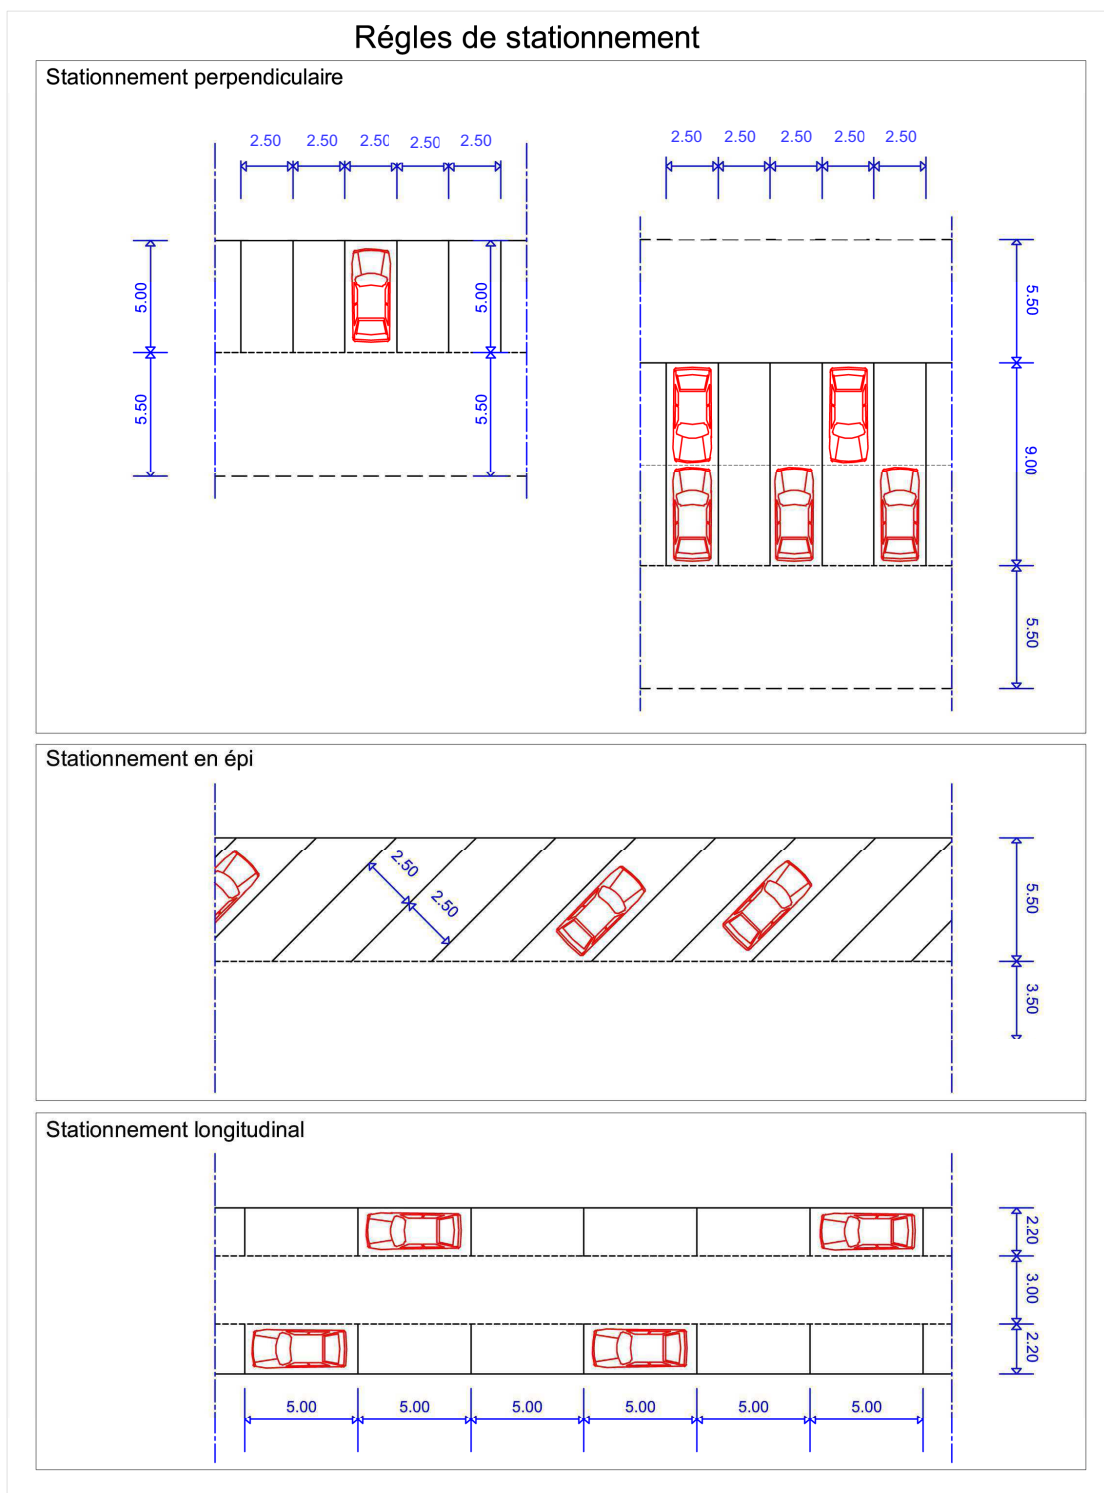 Régles de stationnement
Stationnement perpendiculaire
2.50 2.50 2.50 2.50 2.50
2.50 2.50 2.50 2.50 2.50
5.00
5.00
5.50
5.50
5.50
9.00
5.50
Stationnement en épi
2.50
2.50
5.50
3.50
Stationnement longitudinal
2.20
3.00
2.20
5.00 5.00 5.00 5.00 5.00 5.00